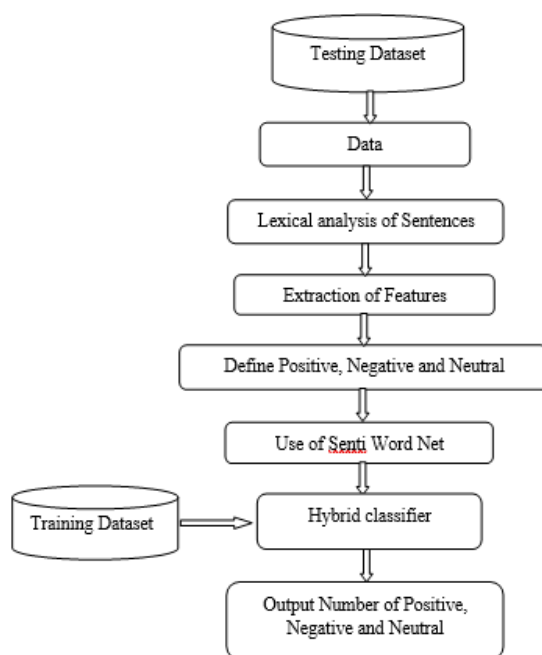 Testing Dataset
Data
Lexical analysis of Sentences
Extraction of Features
Define Positive, Negative and Neutral
Use of Senti Word Net
Training Dataset
Hybrid classifier
Output Number of Positive,
Negative and Neutral